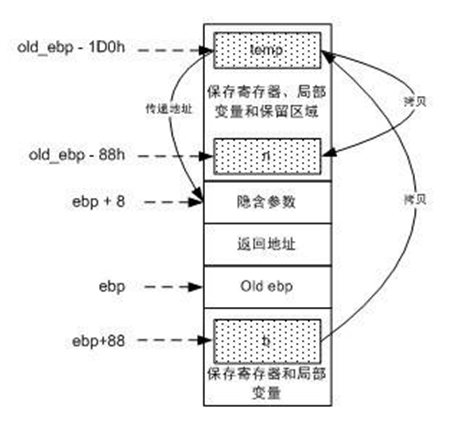 old_ebp - 1D0h
temp
传递地址
保存寄存器、局部
变量和保留区域
拷贝
old_ebp - 88h
n
ebp + 8
隐含参数
拷贝
返回地址
ebp
Old ebp
ebp+88
b
保存寄存器和局部
变量